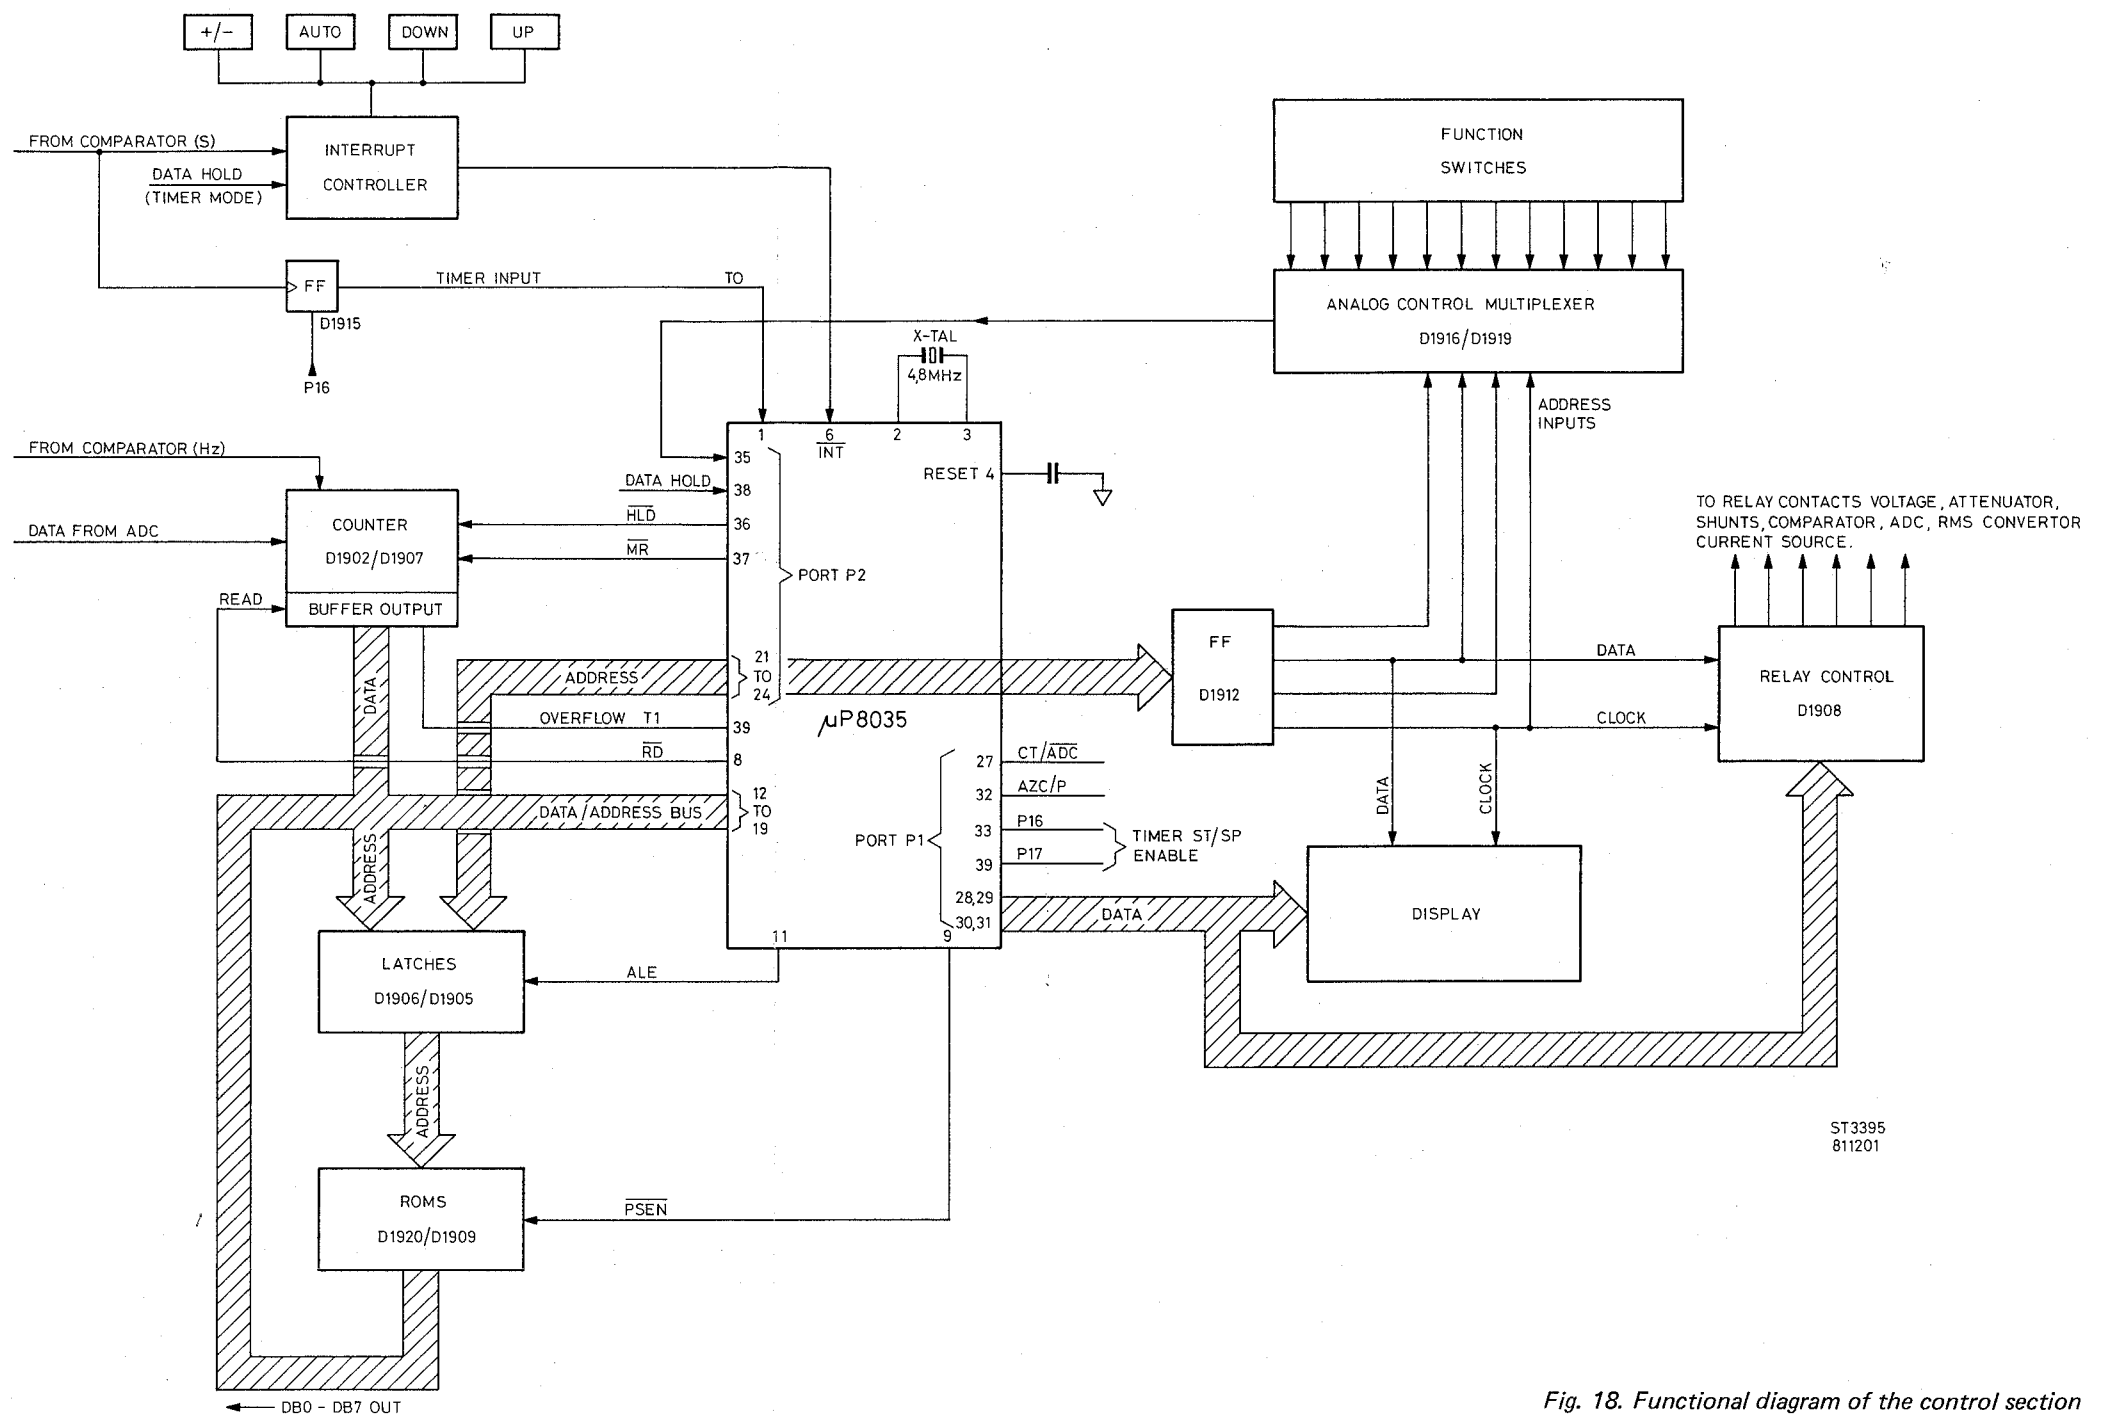 +/-
AUTO
DOWN
UP
FROM COMPARATOR (S)
DATA HOLD
(TIMER MODE)
INTERRUPT
CONTROLLER
FUNCTION
SWITCHES
FF
D1915
P16
TIMER INPUT
TO
ANALOG CONTROL MULTIPLEXER
D1916/D1919
X-TAL
4,8MHz
ADDRESS
INPUTS
FROM COMPARATOR (Hz)
DATA FROM ADC
COUNTER
D1902/D1907
READ
BUFFER OUTPUT
1
6
INT
2
3
35
DATA HOLD
38
HLD
36
MR
37
PORT P2
RESET 4
TO RELAY CONTACTS VOLTAGE, ATTENUATOR,
SHUNTS, COMPARATOR, ADC, RMS CONVERTOR
CURRENT SOURCE.
DATA
ADDRESS
21
TO
24
OVERFLOW T1
39
RD
8
DATA/ADDRESS BUS
12
TO
19
µP8035
FF
D1912
DATA
CLOCK
RELAY CONTROL
D1908
27
CT/ADC
32
AZC/P
33
P16
39
P17
TIMER ST/SP
ENABLE
PORT P1
28,29
30,31
DATA
DATA
CLOCK
DISPLAY
ADDRESS
11
9
LATCHES
D1906/D1905
ALE
ADDRESS
ROMS
D1920/D1909
PSEN
DB0 - DB7 OUT
ST3395
811201
Fig. 18. Functional diagram of the control section